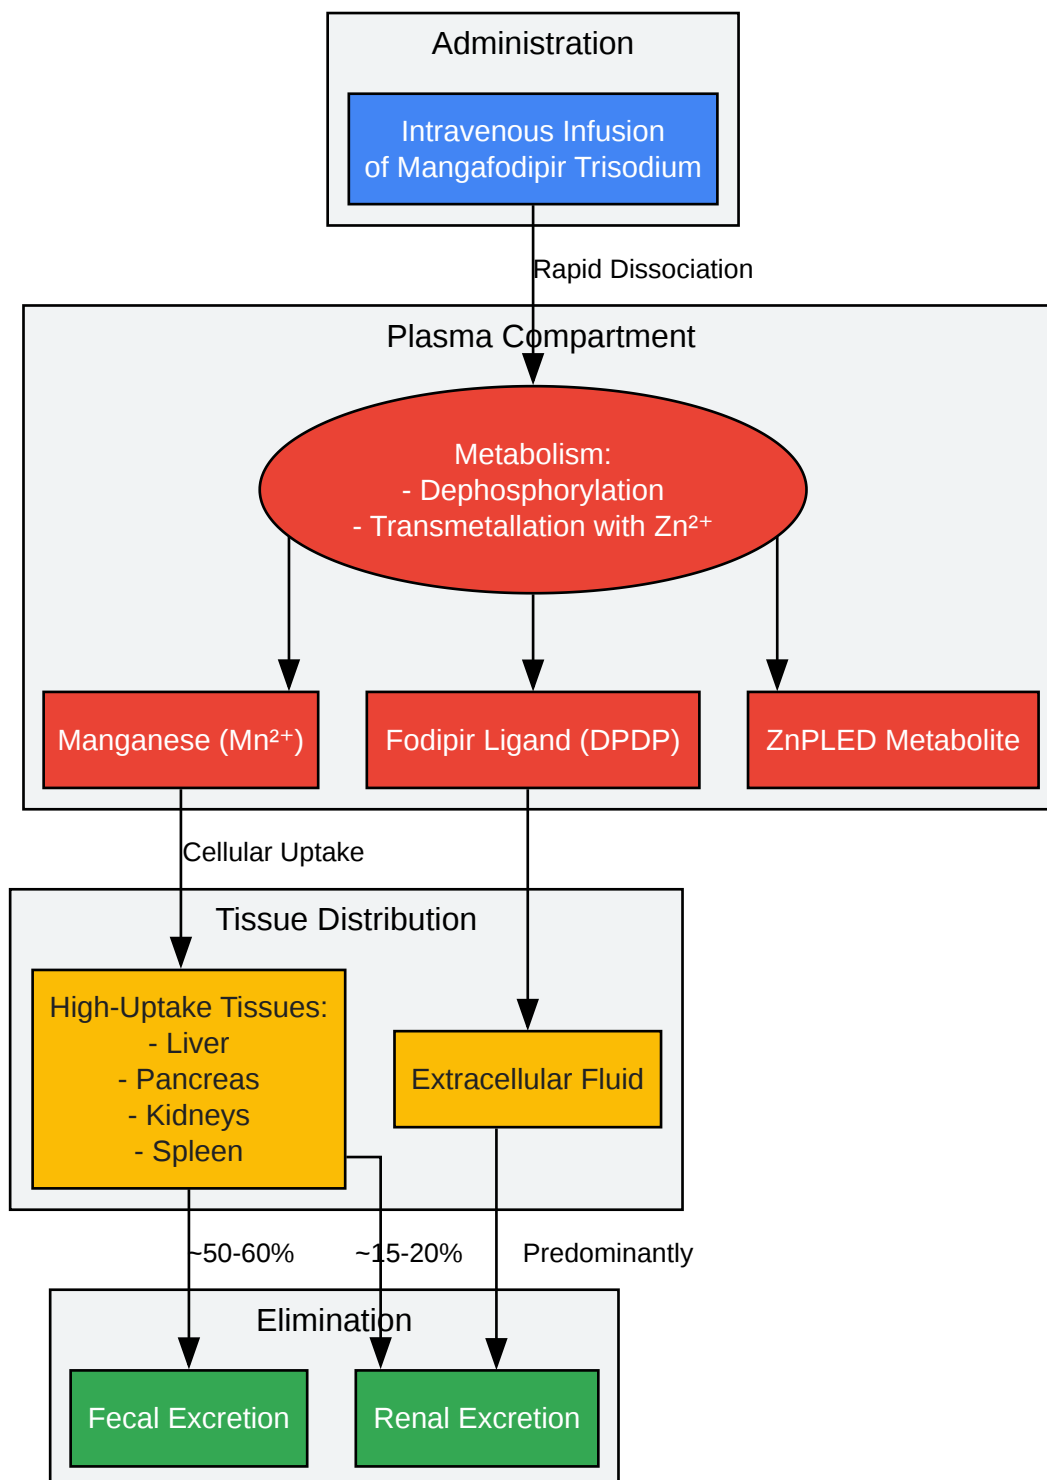 Administration
Intravenous Infusion
of Mangafodipir Trisodium
Rapid Dissociation
Plasma Compartment
Metabolism:
- Dephosphorylation
- Transmetallation with Zn²⁺
Manganese (Mn²⁺)
Fodipir Ligand (DPDP)
ZnPLED Metabolite
Cellular Uptake
Tissue Distribution
High-Uptake Tissues:
- Liver
- Pancreas
- Kidneys
- Spleen
Extracellular Fluid
~50-60%
~15-20%
Predominantly
Elimination
Fecal Excretion
Renal Excretion